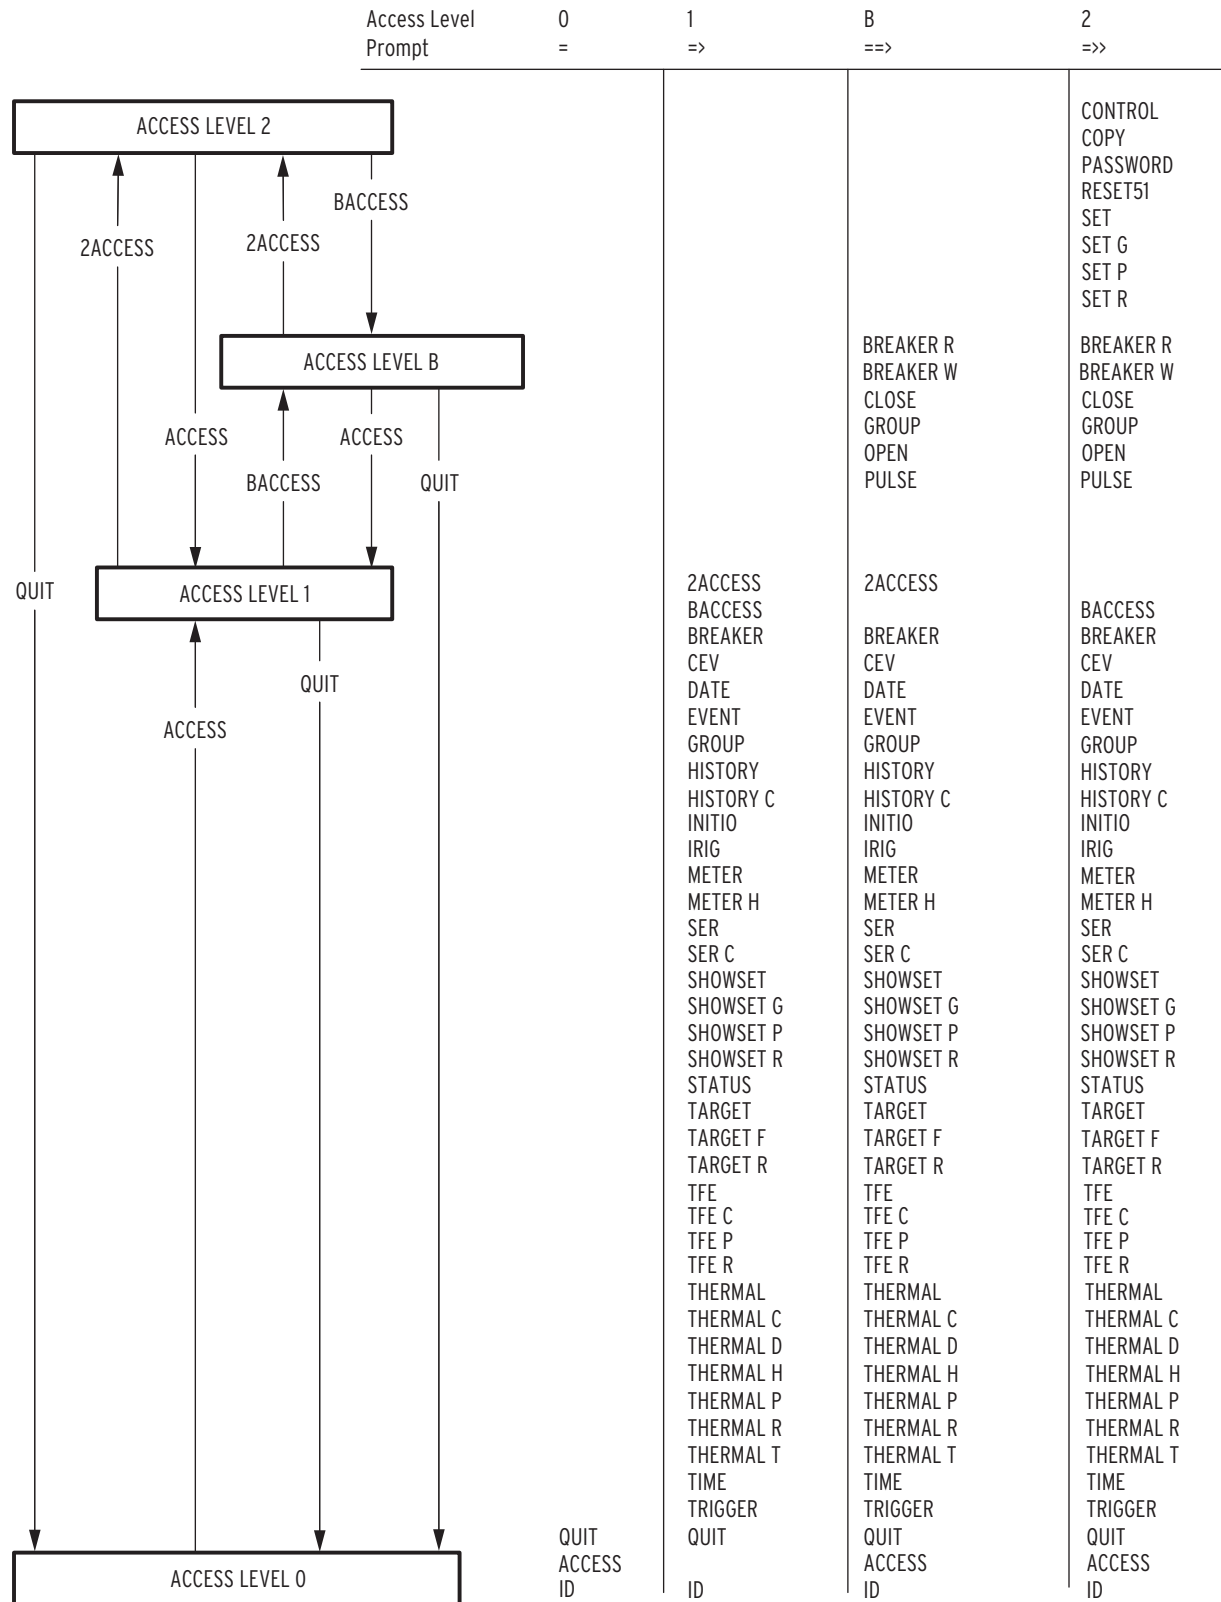 Access Level 0 1 B 2
Prompt = => ==> =>>
ACCESS LEVEL 2
CONTROL
COPY
PASSWORD
RESET51
SET
SET G
SET P
SET R
BACCESS
2ACCESS 2ACCESS
ACCESS LEVEL B
BREAKER R BREAKER R
BREAKER W BREAKER W
CLOSE CLOSE
GROUP GROUP
OPEN OPEN
PULSE PULSE
ACCESS ACCESS
BACCESS QUIT
QUIT
ACCESS LEVEL 1
2ACCESS 2ACCESS
BACCESS BACCESS
BREAKER BREAKER BREAKER
CEV CEV CEV
DATE DATE DATE
EVENT EVENT EVENT
GROUP GROUP GROUP
HISTORY HISTORY HISTORY
HISTORY C HISTORY C HISTORY C
INITIO INITIO INITIO
IRIG IRIG IRIG
METER METER METER
METER H METER H METER H
SER SER SER
SER C SER C SER C
SHOWSET SHOWSET SHOWSET
SHOWSET G SHOWSET G SHOWSET G
SHOWSET P SHOWSET P SHOWSET P
SHOWSET R SHOWSET R SHOWSET R
STATUS STATUS STATUS
TARGET TARGET TARGET
TARGET F TARGET F TARGET F
TARGET R TARGET R TARGET R
TFE TFE TFE
TFE C TFE C TFE C
TFE P TFE P TFE P
TFE R TFE R TFE R
THERMAL THERMAL THERMAL
THERMAL C THERMAL C THERMAL C
THERMAL D THERMAL D THERMAL D
THERMAL H THERMAL H THERMAL H
THERMAL P THERMAL P THERMAL P
THERMAL R THERMAL R THERMAL R
THERMAL T THERMAL T THERMAL T
TIME TIME TIME
TRIGGER TRIGGER TRIGGER
QUIT
ACCESS
QUIT QUIT QUIT QUIT
ACCESS ACCESS ACCESS
ACCESS LEVEL 0
ID ID ID ID